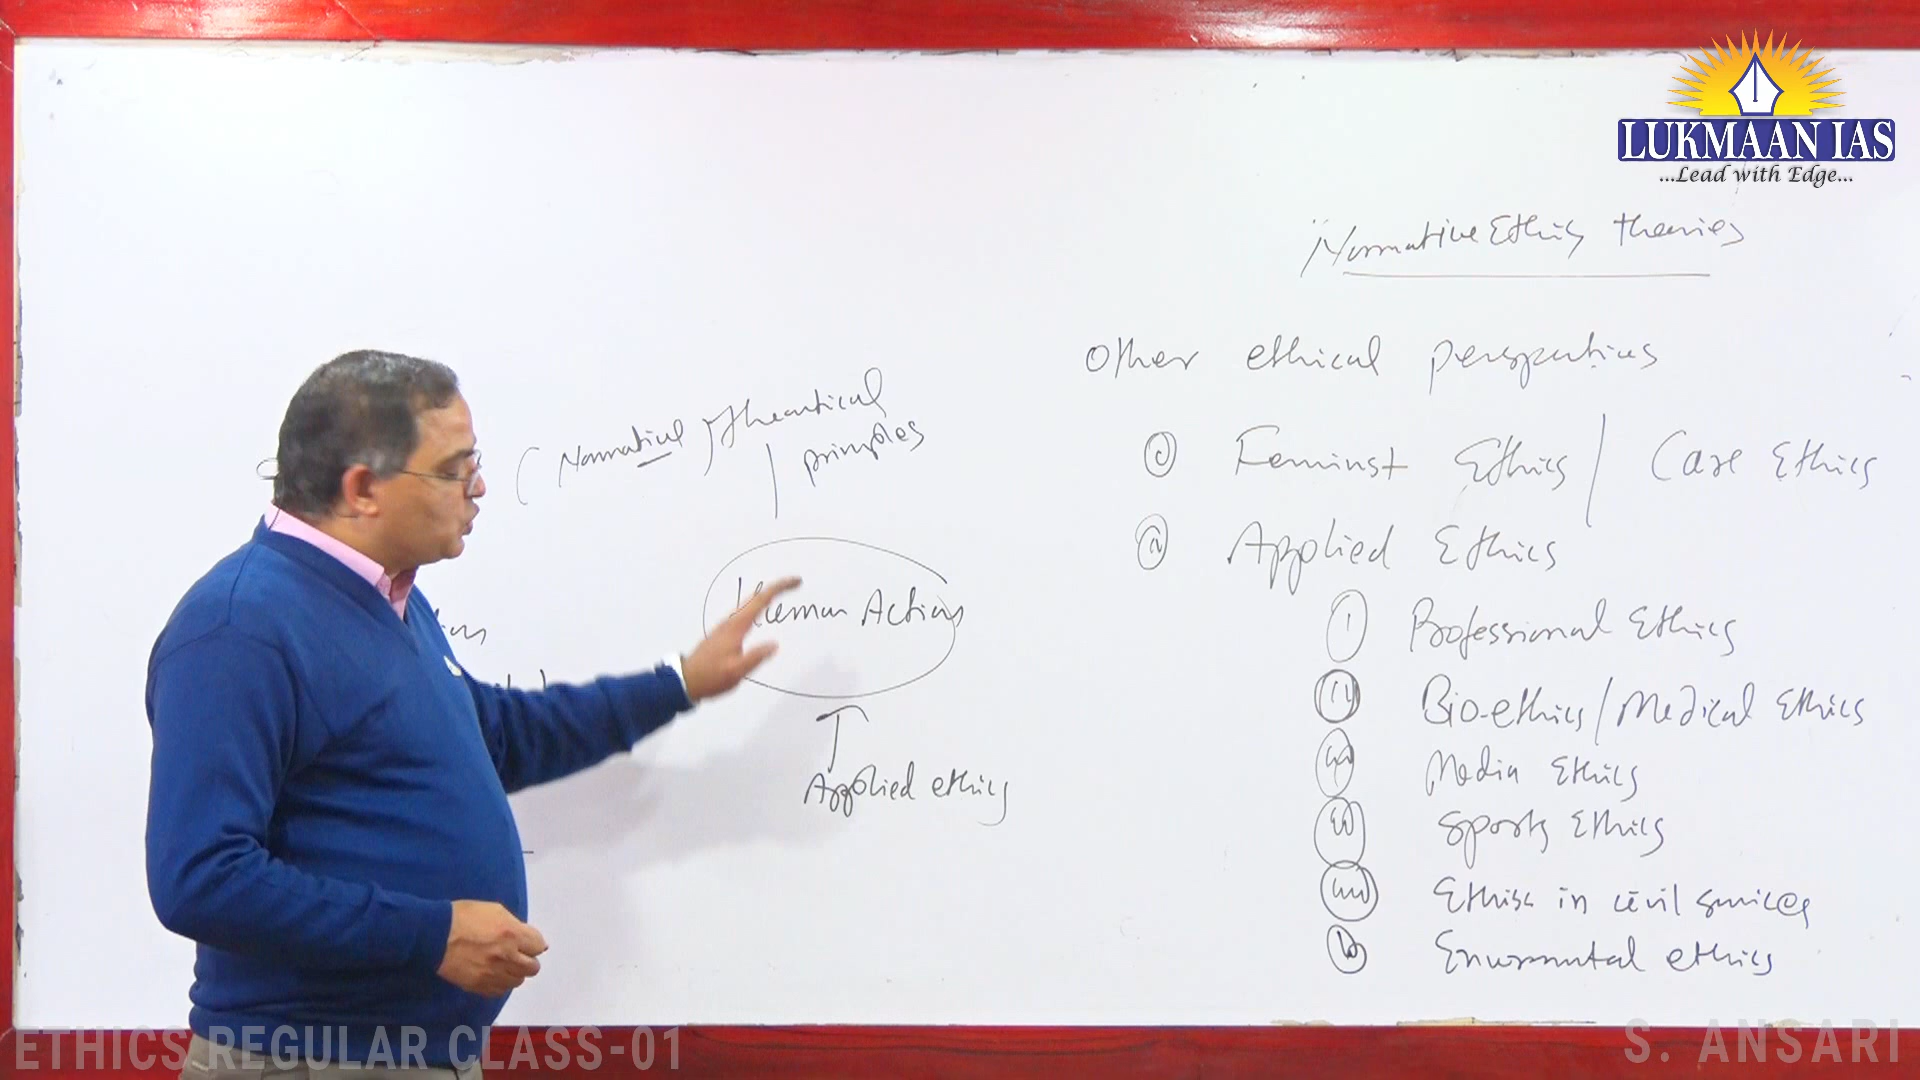 LUKMAAN IAS
...Lead with Edge...
Normative Ethics theories
Other ethical perspectives
(Normative) theoretical
principles
Feminist Ethics / Care Ethics
Applied Ethics
Human Actions
Professional Ethics
Bio-ethics / Medical Ethics
Applied ethics
Media Ethics
Sports Ethics
Ethics in civil services
Environmental ethics
ETHICS REGULAR CLASS-01
S. ANSARI